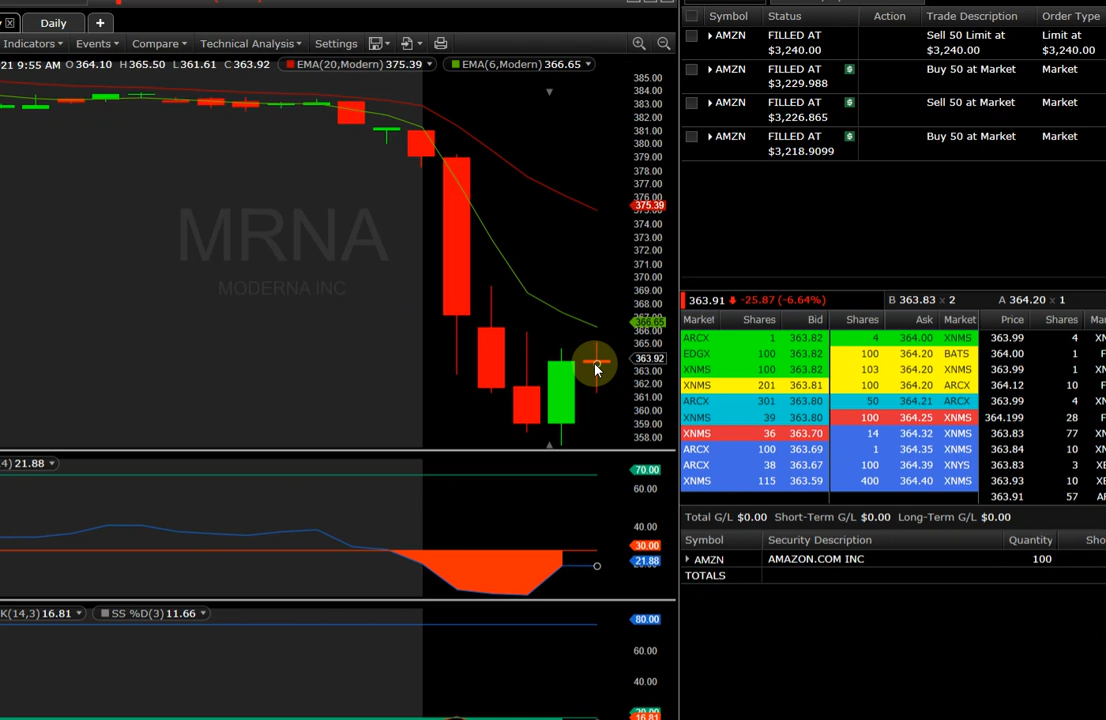 Daily
+
Indicators
Events
Compare
Technical Analysis
Settings
21 9:55 AM O 364.10 H 365.50 L 361.61 C 363.92 EMA(20,Modern) 375.39 EMA(6,Modern) 366.65
MRNA
MODERNA INC
385.00
384.00
383.00
382.00
381.00
380.00
379.00
378.00
377.00
376.00
375.39
374.00
373.00
372.00
371.00
370.00
369.00
368.00
367.00
366.65
366.00
365.00
363.92
363.00
362.00
361.00
360.00
359.00
358.00
4) 21.88
70.00
60.00
40.00
30.00
21.88
K(14,3) 16.81 SS %D(3) 11.66
80.00
60.00
40.00
20.00
16.81
Symbol Status Action Trade Description Order Type
AMZN FILLED AT $3,240.00 Sell 50 Limit at $3,240.00 Limit at $3,240.00
AMZN FILLED AT $3,229.988 Buy 50 at Market Market
AMZN FILLED AT $3,226.865 Sell 50 at Market Market
AMZN FILLED AT $3,218.9099 Buy 50 at Market Market
363.91 -25.87 (-6.64%) B 363.83 x 2 A 364.20 x 1
Market Shares Bid Shares Ask Market Price Shares Ma
ARCX 1 363.82 4 364.00 XNMS 363.99 4 XN
EDGX 100 363.82 100 364.20 BATS 364.00 1 F
XNMS 100 363.82 103 364.20 XNMS 363.99 1 XN
XNMS 201 363.81 100 364.20 ARCX 364.12 10 F
ARCX 301 363.80 50 364.21 ARCX 363.99 4 XN
XNMS 39 363.80 100 364.25 XNMS 364.199 28 F
XNMS 36 363.70 14 364.32 XNMS 363.83 77 XN
ARCX 100 363.69 1 364.35 XNMS 363.84 10 XN
ARCX 38 363.67 100 364.39 XNYS 363.83 3 XE
XNMS 115 363.59 400 364.40 XNMS 363.93 10 XE
363.91 57 AF
Total G/L $0.00 Short-Term G/L $0.00 Long-Term G/L $0.00
Symbol Security Description Quantity Sho
AMZN AMAZON.COM INC 100
TOTALS